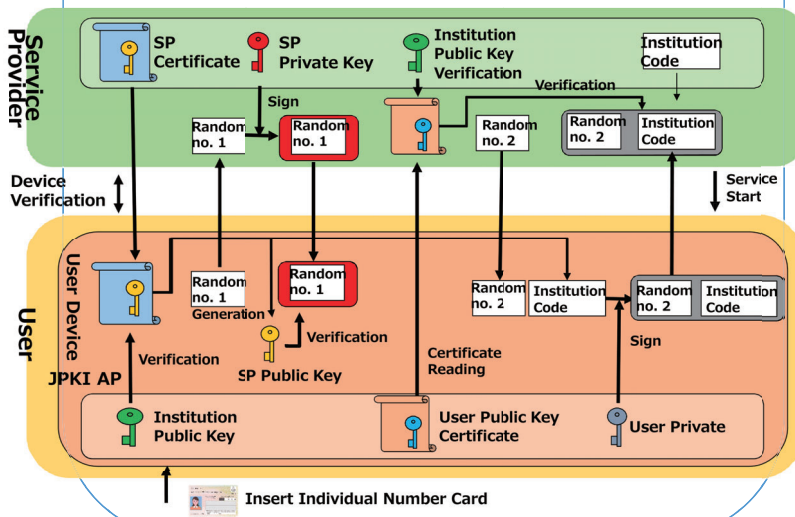 Service
Provider
SP
Certificate
SP
Private Key
Institution
Public Key
Verification
Institution
Code
Verification
Sign
Random
no. 1
Random
no. 1
Random
no. 2
Random
no. 2
Institution
Code
Device
Verification
Service
Start
User
User Device
Random
no. 1
Generation
Random
no. 1
Random
no. 2
Institution
Code
Random
no. 2
Institution
Code
Verification
Verification
SP Public Key
Certificate
Reading
Sign
JPKI AP
Institution
Public Key
User Public Key
Certificate
User Private
Insert Individual Number Card